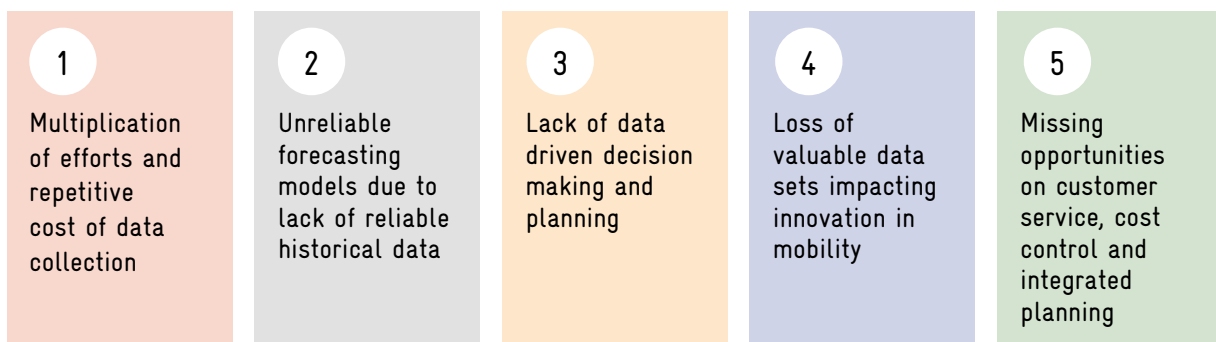 1
Multiplication
of efforts and
repetitive
cost of data
collection
2
Unreliable
forecasting
models due to
lack of reliable
historical data
3
Lack of data
driven decision
making and
planning
4
Loss of
valuable data
sets impacting
innovation in
mobility
5
Missing
opportunities
on customer
service, cost
control and
integrated
planning